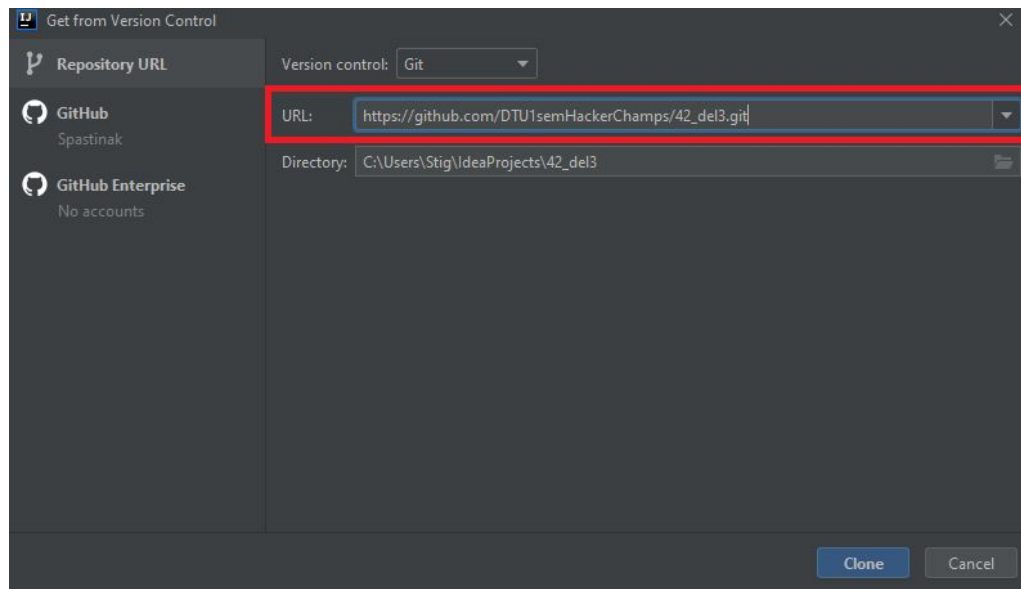 Get from Version Control
Repository URL
GitHub
Spastinak
GitHub Enterprise
No accounts
Version control: Git
URL: https://github.com/DTU1semHackerChamps/42_del3.git
Directory: C:\Users\Stig\IdeaProjects\42_del3
Clone Cancel